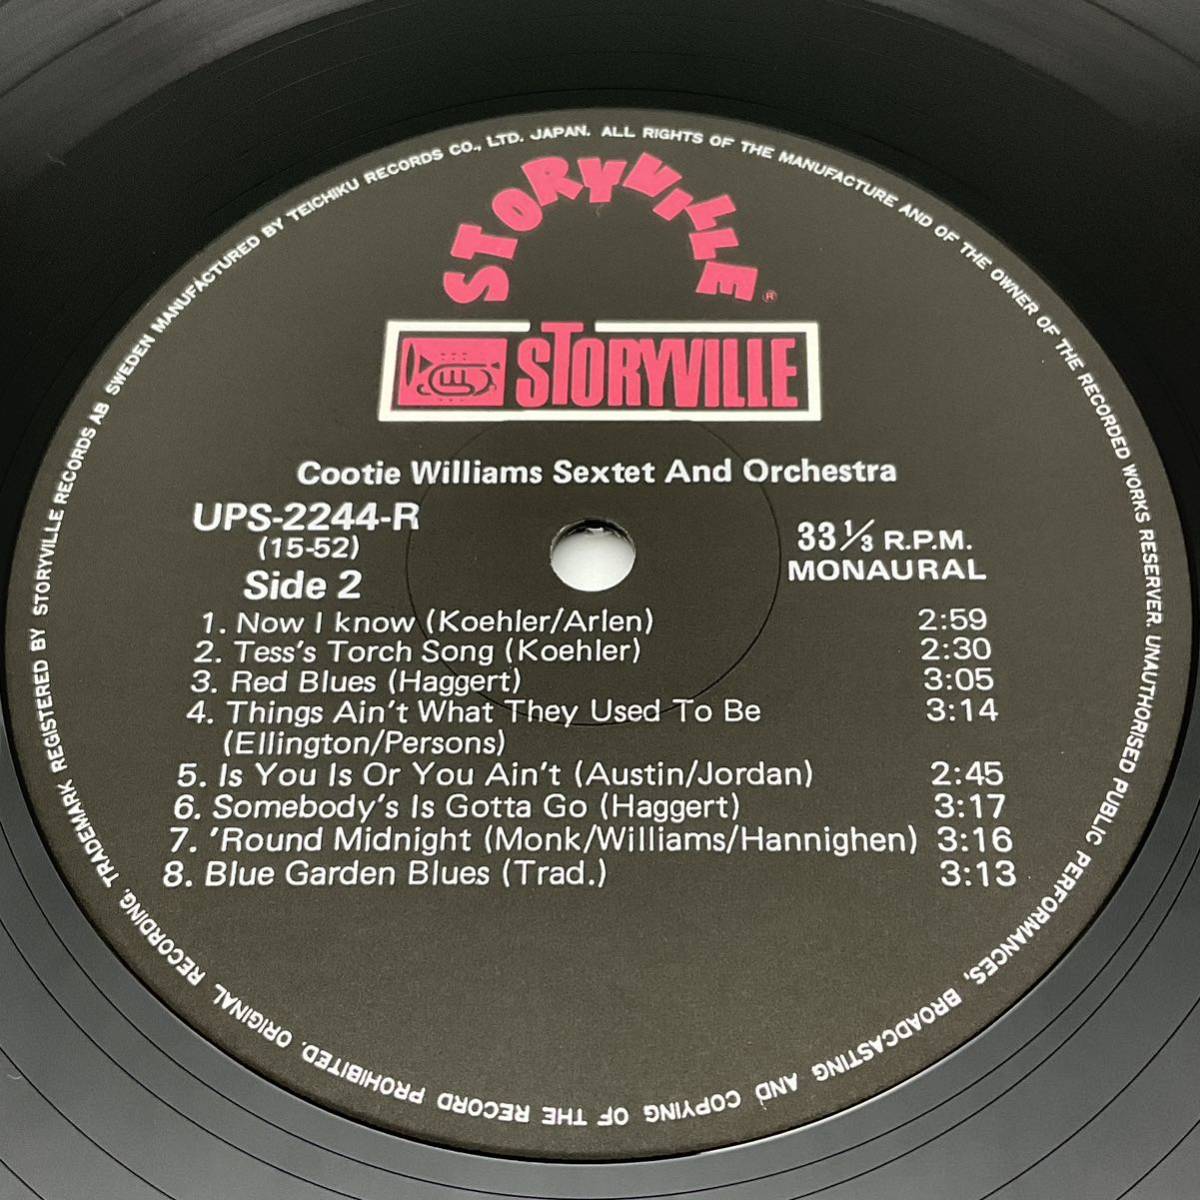 TRADEMARK REGISTERED BY STORYVILLE RECORDS AB SWEDEN MANUFACTURED BY TEICHIKU RECORDS CO., LTD. JAPAN. ALL RIGHTS OF THE MANUFACTURE AND OF THE OWNER OF THE RECORDED WORKS RESERVER. UNAUTHORISED PUBLIC PERFORMANCES, BROADCASTING AND COPYING OF THE RECORD PROHIBITED. ORIGINAL RECORDING,
STORYVILLE®
STORYVILLE
Cootie Williams Sextet And Orchestra
UPS-2244-R
(15-52)
Side 2
33 1/3 R.P.M.
MONAURAL
1. Now I know (Koehler/Arlen) 2:59
2. Tess's Torch Song (Koehler) 2:30
3. Red Blues (Haggert) 3:05
4. Things Ain't What They Used To Be 3:14
(Ellington/Persons)
5. Is You Is Or You Ain't (Austin/Jordan) 2:45
6. Somebody's Is Gotta Go (Haggert) 3:17
7. 'Round Midnight (Monk/Williams/Hannighen) 3:16
8. Blue Garden Blues (Trad.) 3:13